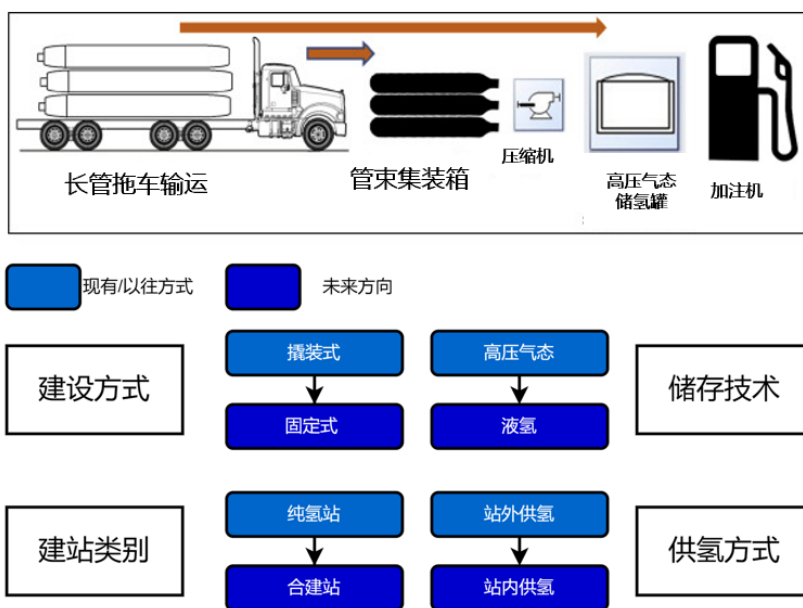 长管拖车输运
管束集装箱
压缩机
高压气态
储氢罐
加注机
现有/以往方式
未来方向
建设方式
撬装式
高压气态
储存技术
固定式
液氢
建站类别
纯氢站
站外供氢
供氢方式
合建站
站内供氢